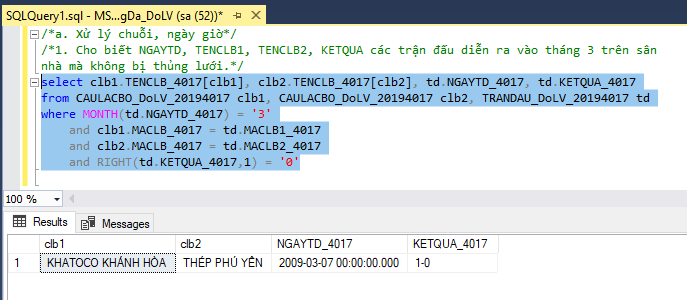 SQLQuery1.sql - MS...gDa_DoLV (sa (52))*
/*a. Xử lý chuỗi, ngày giờ*/
/*1. Cho biết NGAYTD, TENCLB1, TENCLB2, KETQUA các trận đấu diễn ra vào tháng 3 trên sân
nhà mà không bị thủng lưới.*/
select clb1.TENCLB_4017[clb1], clb2.TENCLB_4017[clb2], td.NGAYTD_4017, td.KETQUA_4017
from CAULACBO_DoLV_20194017 clb1, CAULACBO_DoLV_20194017 clb2, TRANDAU_DoLV_20194017 td
where MONTH(td.NGAYTD_4017) = '3'
and clb1.MACLB_4017 = td.MACLB1_4017
and clb2.MACLB_4017 = td.MACLB2_4017
and RIGHT(td.KETQUA_4017,1) = '0'
100 %
Results Messages
clb1 clb2 NGAYTD_4017 KETQUA_4017
1 KHATOCO KHÁNH HÒA THÉP PHÚ YÊN 2009-03-07 00:00:00.000 1-0